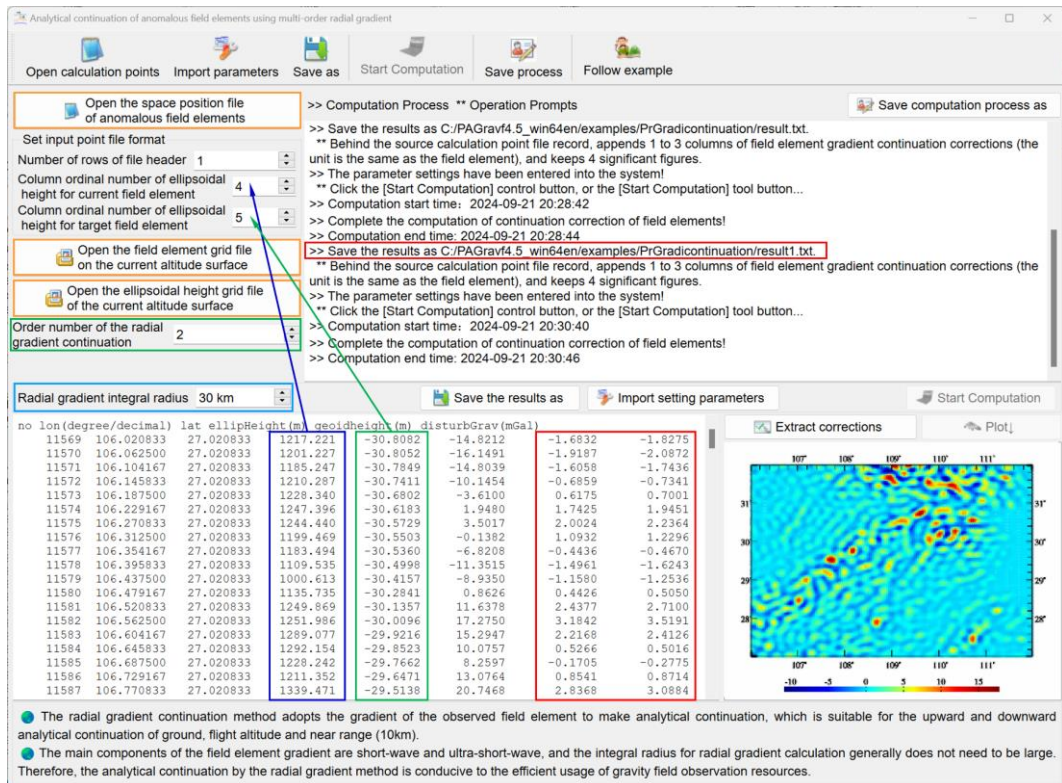 Analytical continuation of anomalous field elements using multi-order radial gradient
Open calculation points
Import parameters
Save as
Start Computation
Save process
Follow example
Open the space position file
of anomalous field elements
Set input point file format
Number of rows of file header 1
Column ordinal number of ellipsoidal
height for current field element
4
Column ordinal number of ellipsoidal
height for target field element
5
Open the field element grid file
on the current altitude surface
Open the ellipsoidal height grid file
of the current altitude surface
Order number of the radial
gradient continuation
2
>> Computation Process ** Operation Prompts
Save computation process as
>> Save the results as C:/PAGravf4.5_win64en/examples/PrGradicontinuation/result.txt.
** Behind the source calculation point file record, appends 1 to 3 columns of field element gradient continuation corrections (the
unit is the same as the field element), and keeps 4 significant figures.
>> The parameter settings have been entered into the system!
** Click the [Start Computation] control button, or the [Start Computation] tool button...
>> Computation start time: 2024-09-21 20:28:42
>> Complete the computation of continuation correction of field elements!
>> Computation end time: 2024-09-21 20:28:44
>> Save the results as C:/PAGravf4.5_win64en/examples/PrGradicontinuation/result1.txt.
** Behind the source calculation point file record, appends 1 to 3 columns of field element gradient continuation corrections (the
unit is the same as the field element), and keeps 4 significant figures.
>> The parameter settings have been entered into the system!
** Click the [Start Computation] control button, or the [Start Computation] tool button...
>> Computation start time: 2024-09-21 20:30:40
>> Complete the computation of continuation correction of field elements!
>> Computation end time: 2024-09-21 20:30:46
Radial gradient integral radius 30 km
Save the results as
Import setting parameters
Start Computation
no lon(degree/decimal) lat ellipHeight(m) geoidheight(m) disturbGrav(mGal)
11569 106.020833 27.020833 1217.221 -30.8082 -14.8212 -1.6832 -1.8275
11570 106.062500 27.020833 1201.227 -30.8052 -16.1491 -1.9187 -2.0872
11571 106.104167 27.020833 1185.247 -30.7849 -14.8039 -1.6058 -1.7436
11572 106.145833 27.020833 1210.287 -30.7411 -10.1454 -0.6859 -0.7341
11573 106.187500 27.020833 1228.340 -30.6802 -3.6100 0.6175 0.7001
11574 106.229167 27.020833 1247.396 -30.6183 1.9480 1.7425 1.9451
11575 106.270833 27.020833 1244.440 -30.5729 3.5017 2.0024 2.2364
11576 106.312500 27.020833 1199.469 -30.5503 -0.1382 1.0932 1.2296
11577 106.354167 27.020833 1183.494 -30.5360 -6.8208 -0.4436 -0.4670
11578 106.395833 27.020833 1109.535 -30.4998 -11.3515 -1.4961 -1.6243
11579 106.437500 27.020833 1000.613 -30.4157 -8.9350 -1.1580 -1.2536
11580 106.479167 27.020833 1135.735 -30.2841 0.8626 0.4426 0.5050
11581 106.520833 27.020833 1249.869 -30.1357 11.6378 2.4377 2.7100
11582 106.562500 27.020833 1251.986 -30.0096 17.2750 3.1842 3.5191
11583 106.604167 27.020833 1289.077 -29.9216 15.2947 2.2168 2.4126
11584 106.645833 27.020833 1292.154 -29.8523 10.0757 0.5266 0.5016
11585 106.687500 27.020833 1228.242 -29.7662 8.2597 -0.1705 -0.2775
11586 106.729167 27.020833 1211.352 -29.6471 13.0764 0.8541 0.8714
11587 106.770833 27.020833 1339.471 -29.5138 20.7468 2.8368 3.0884
Extract corrections
Plot↓
107° 108° 109° 110° 111°
31° 31°
30° 30°
29° 29°
28° 28°
107° 108° 109° 110° 111°
-10 -5 0 5 10 15
The radial gradient continuation method adopts the gradient of the observed field element to make analytical continuation, which is suitable for the upward and downward
analytical continuation of ground, flight altitude and near range (10km).
The main components of the field element gradient are short-wave and ultra-short-wave, and the integral radius for radial gradient calculation generally does not need to be large.
Therefore, the analytical continuation by the radial gradient method is conducive to the efficient usage of gravity field observation resources.